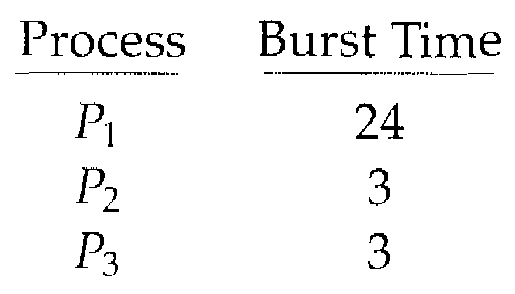 Process Burst Time
P₁ 24
P₂ 3
P₃ 3